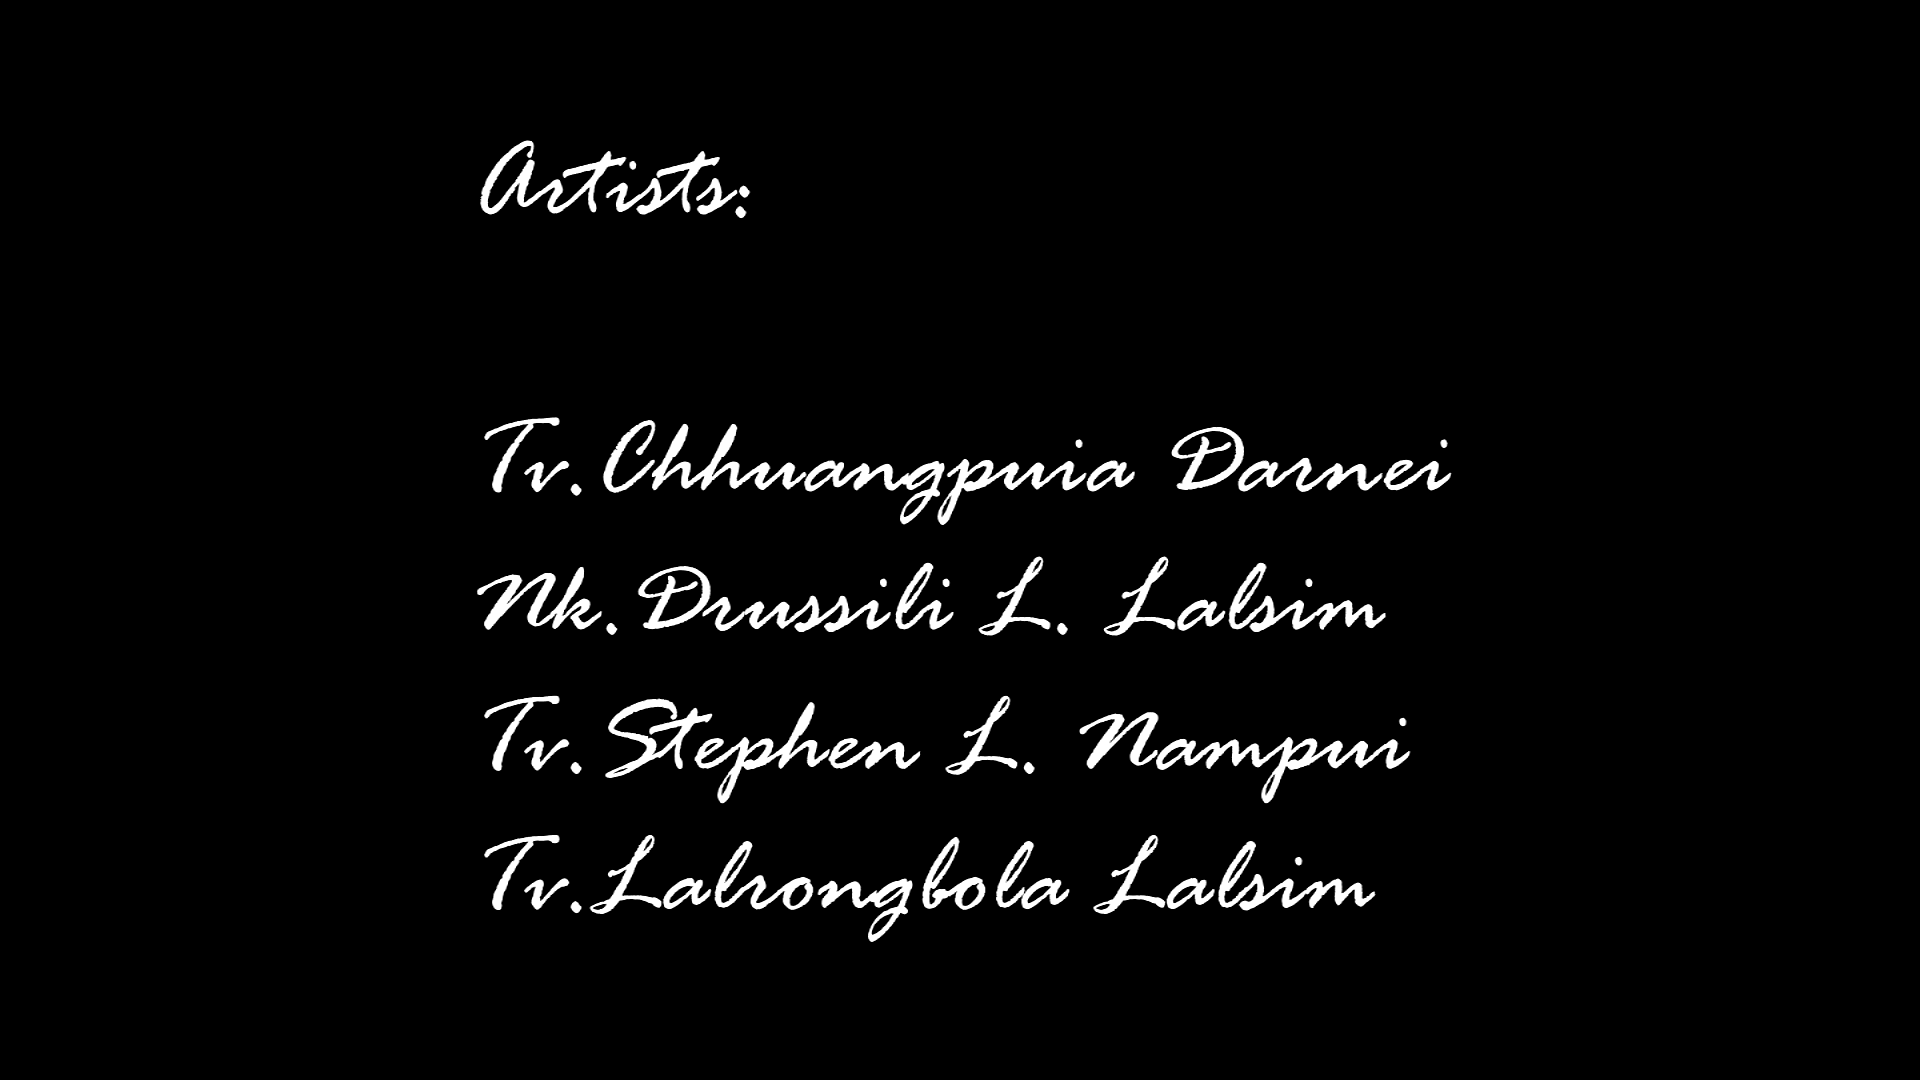 Artists:
Tv. Chhuangpuia Darnei
Nk. Drussili L. Lalsim
Tv. Stephen L. Nampui
Tv. Lalrongbola Lalsim